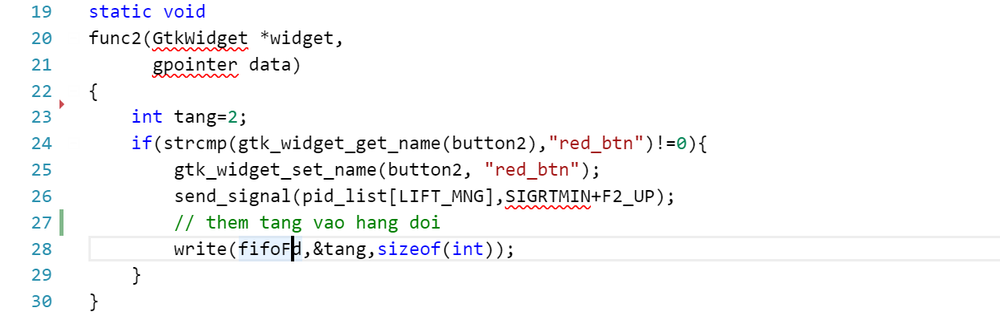 19 static void
20 func2(GtkWidget *widget,
21       gpointer data)
22 {
23     int tang=2;
24     if(strcmp(gtk_widget_get_name(button2),"red_btn")!=0){
25         gtk_widget_set_name(button2, "red_btn");
26         send_signal(pid_list[LIFT_MNG],SIGRTMIN+F2_UP);
27         // them tang vao hang doi
28         write(fifoFd,&tang,sizeof(int));
29     }
30 }